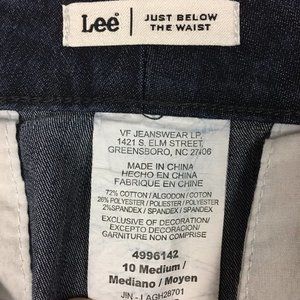 Lee
JUST BELOW
THE WAIST
VF JEANSWEAR LP,
1421 S. ELM STREET
GREENSBORO, NC 27406
MADE IN CHINA
HECHO EN CHINA
FABRIQUE EN CHINE
72% COTTON / ALGODON / COTON
26% POLYESTER / POLIESTER / POLYESTER
2% SPANDEX / SPANDEX / SPANDEX
EXCLUSIVE OF DECORATION/
EXCEPTO DECORACION/
GARNITURE NON COMPRISE
4996142
10 Medium /
Mediano / Moyen
JIN - LAGH28701